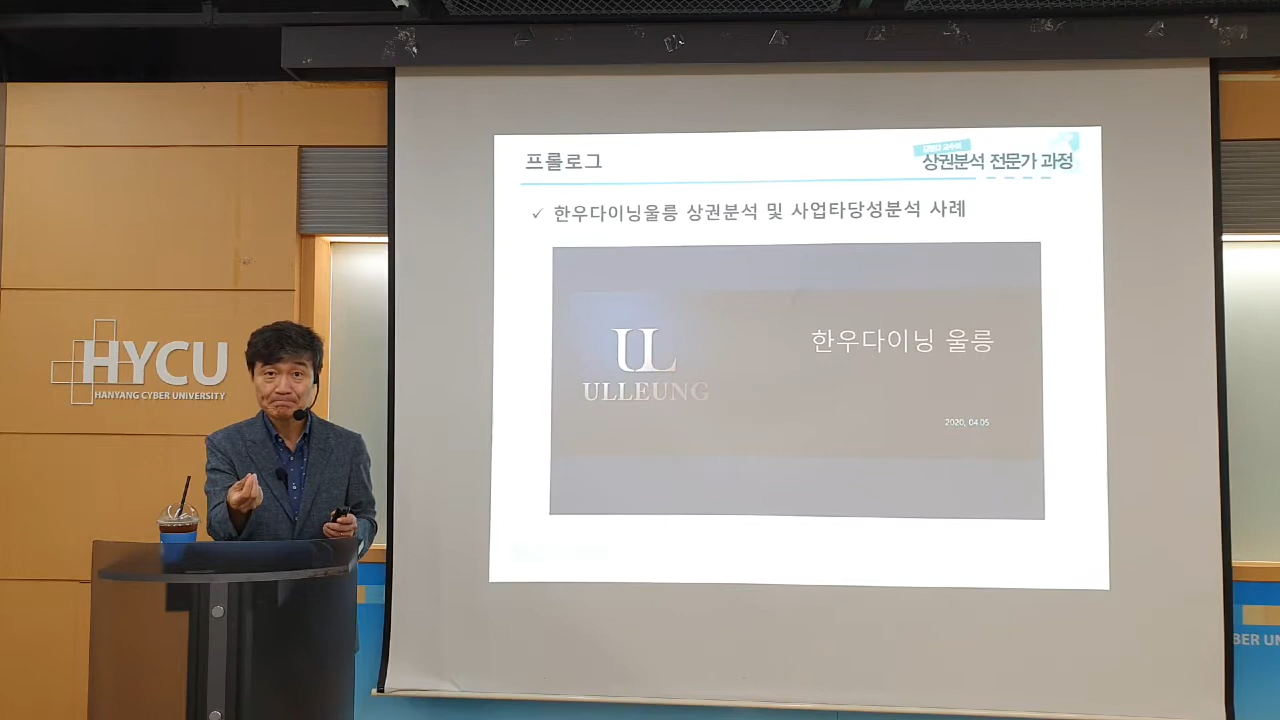 프롤로그
상권분석 전문가 과정
✓ 한우다이닝울릉 상권분석 및 사업타당성분석 사례
UL
ULLEUNG
한우다이닝 울릉
2020, 04 05
HYCU
HANYANG CYBER UNIVERSITY
BER UN